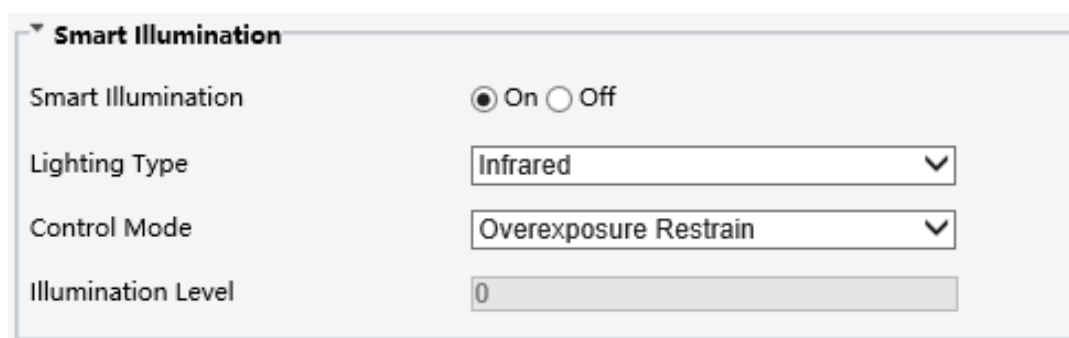 Smart Illumination
Smart Illumination On Off
Lighting Type Infrared
Control Mode Overexposure Restrain
Illumination Level 0